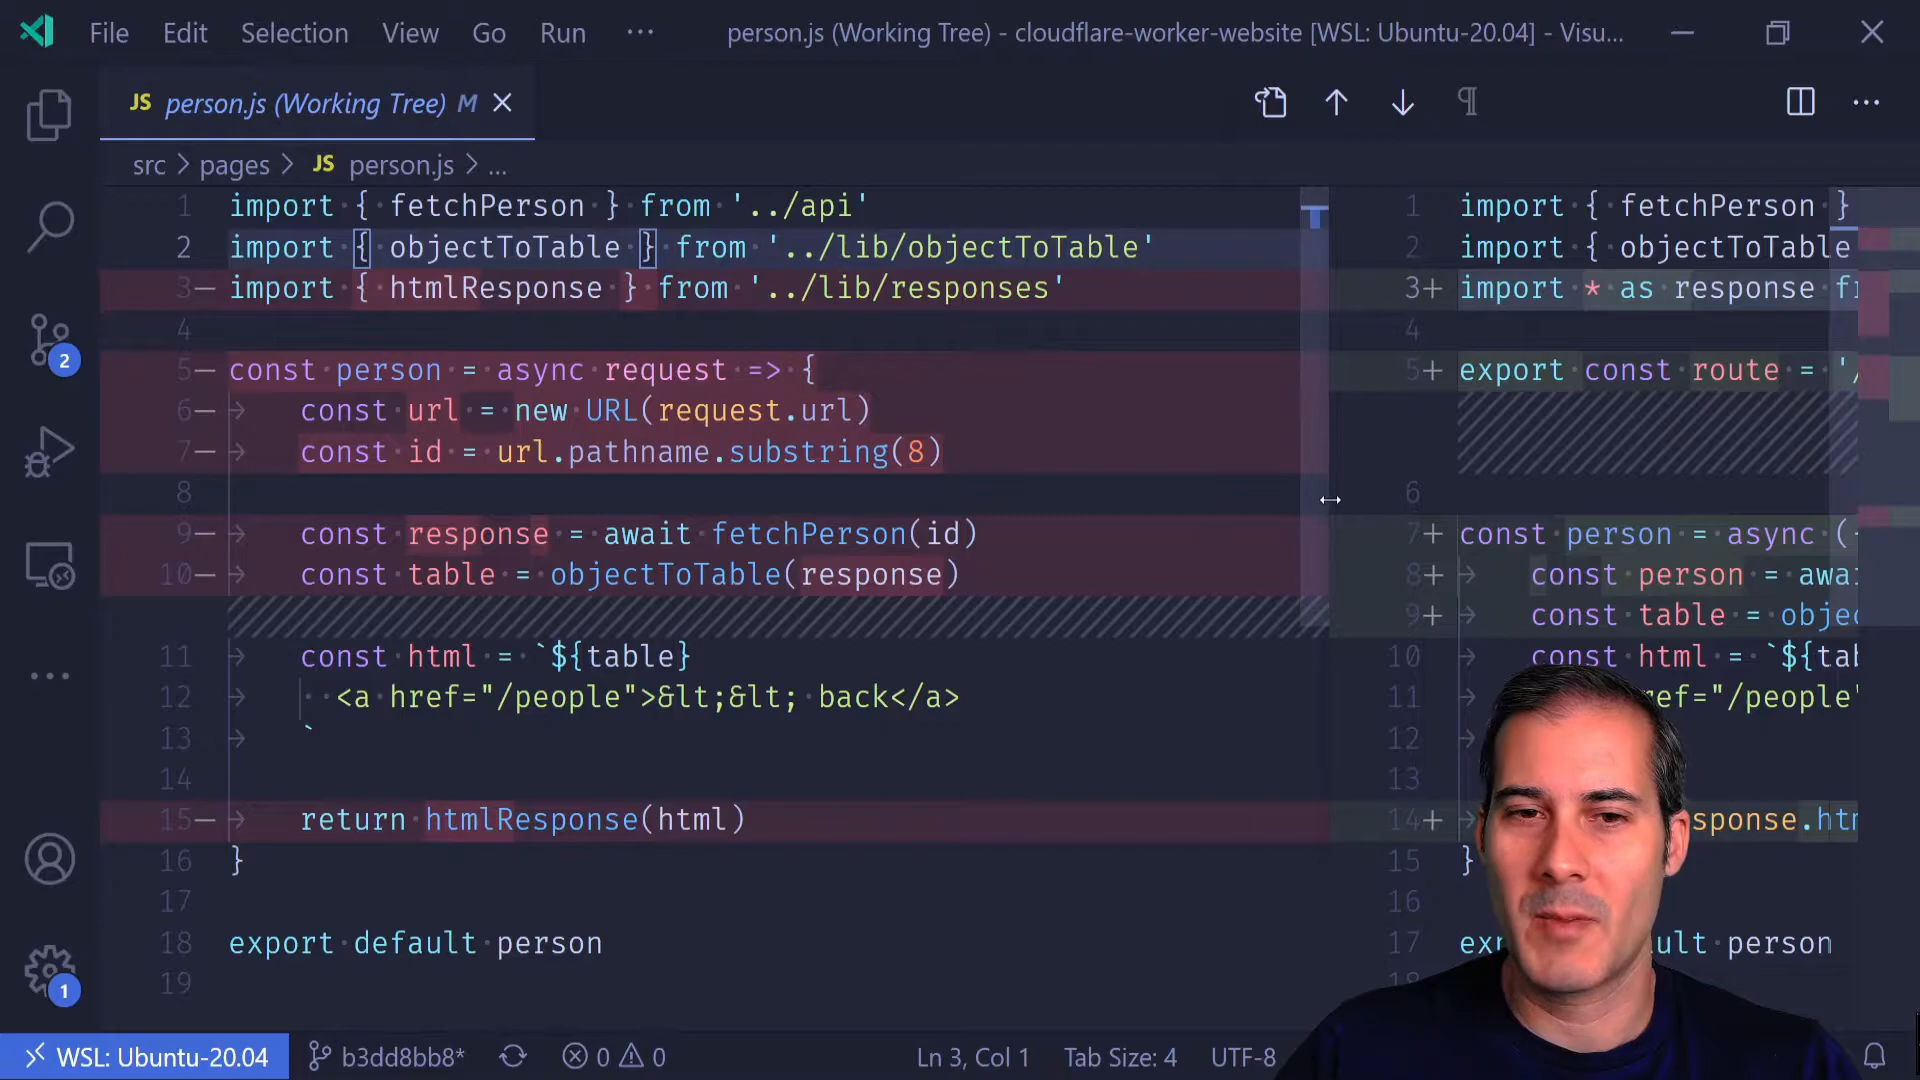 File Edit Selection View Go Run ··· person.js (Working Tree) - cloudflare-worker-website [WSL: Ubuntu-20.04] - Visu...
JS person.js (Working Tree) M
src > pages > JS person.js > ...
1 import { fetchPerson } from '../api'
2 import { objectToTable } from '../lib/objectToTable'
3— import { htmlResponse } from '../lib/responses'
4
5— const person = async request => {
6— const url = new URL(request.url)
7— const id = url.pathname.substring(8)
8
9— const response = await fetchPerson(id)
10— const table = objectToTable(response)
11 const html = `${table}
12 <a href="/people">&lt;&lt; back</a>
13 `
14
15— return htmlResponse(html)
16 }
17
18 export default person
19
1 import { fetchPerson }
2 import { objectToTable
3+ import * as response
4
5+ export const route = '/
6
7+ const person = async (
8+ const person = awa
9+ const table = obje
10 const html = `${tab
11 ef="/people"
12
13
14+ sponse.ht
15 }
16
17 ex ult person
18
2
1
WSL: Ubuntu-20.04 b3dd8bb8* 0 0 Ln 3, Col 1 Tab Size: 4 UTF-8